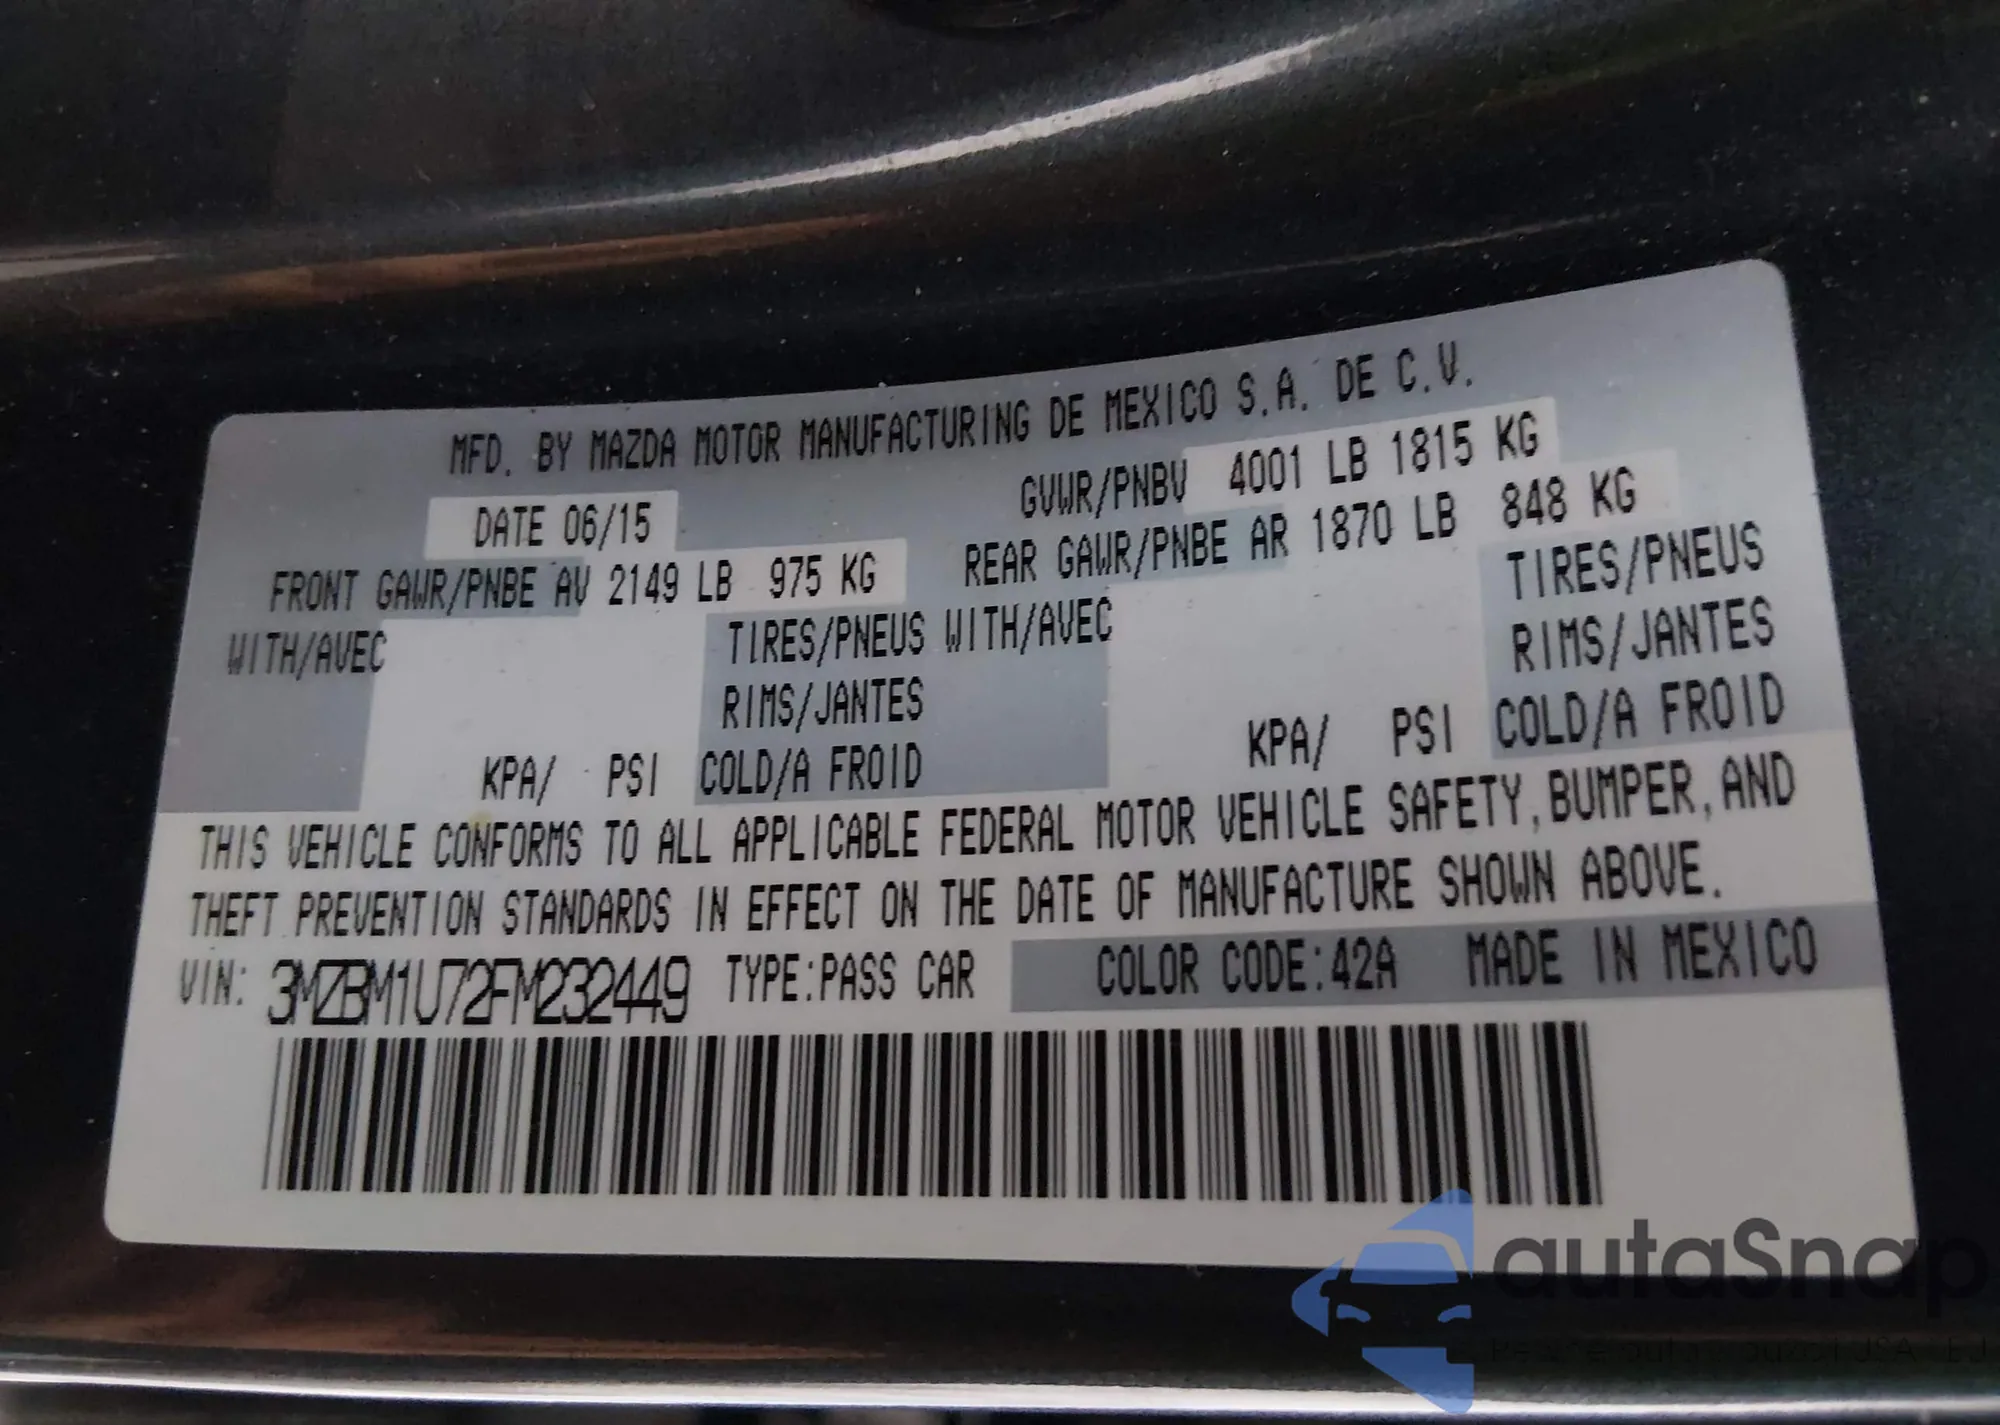 MFD. BY MAZDA MOTOR MANUFACTURING DE MEXICO S.A. DE C.V.
DATE 06/15 GVWR/PNBV 4001 LB 1815 KG
FRONT GAWR/PNBE AV 2149 LB 975 KG REAR GAWR/PNBE AR 1870 LB 848 KG
WITH/AVEC TIRES/PNEUS WITH/AVEC TIRES/PNEUS
RIMS/JANTES RIMS/JANTES
KPA/ PSI COLD/A FROID KPA/ PSI COLD/A FROID
THIS VEHICLE CONFORMS TO ALL APPLICABLE FEDERAL MOTOR VEHICLE SAFETY, BUMPER, AND
THEFT PREVENTION STANDARDS IN EFFECT ON THE DATE OF MANUFACTURE SHOWN ABOVE.
VIN: 3MZBM1U72FM232449 TYPE:PASS CAR COLOR CODE:42A MADE IN MEXICO
autaSnap